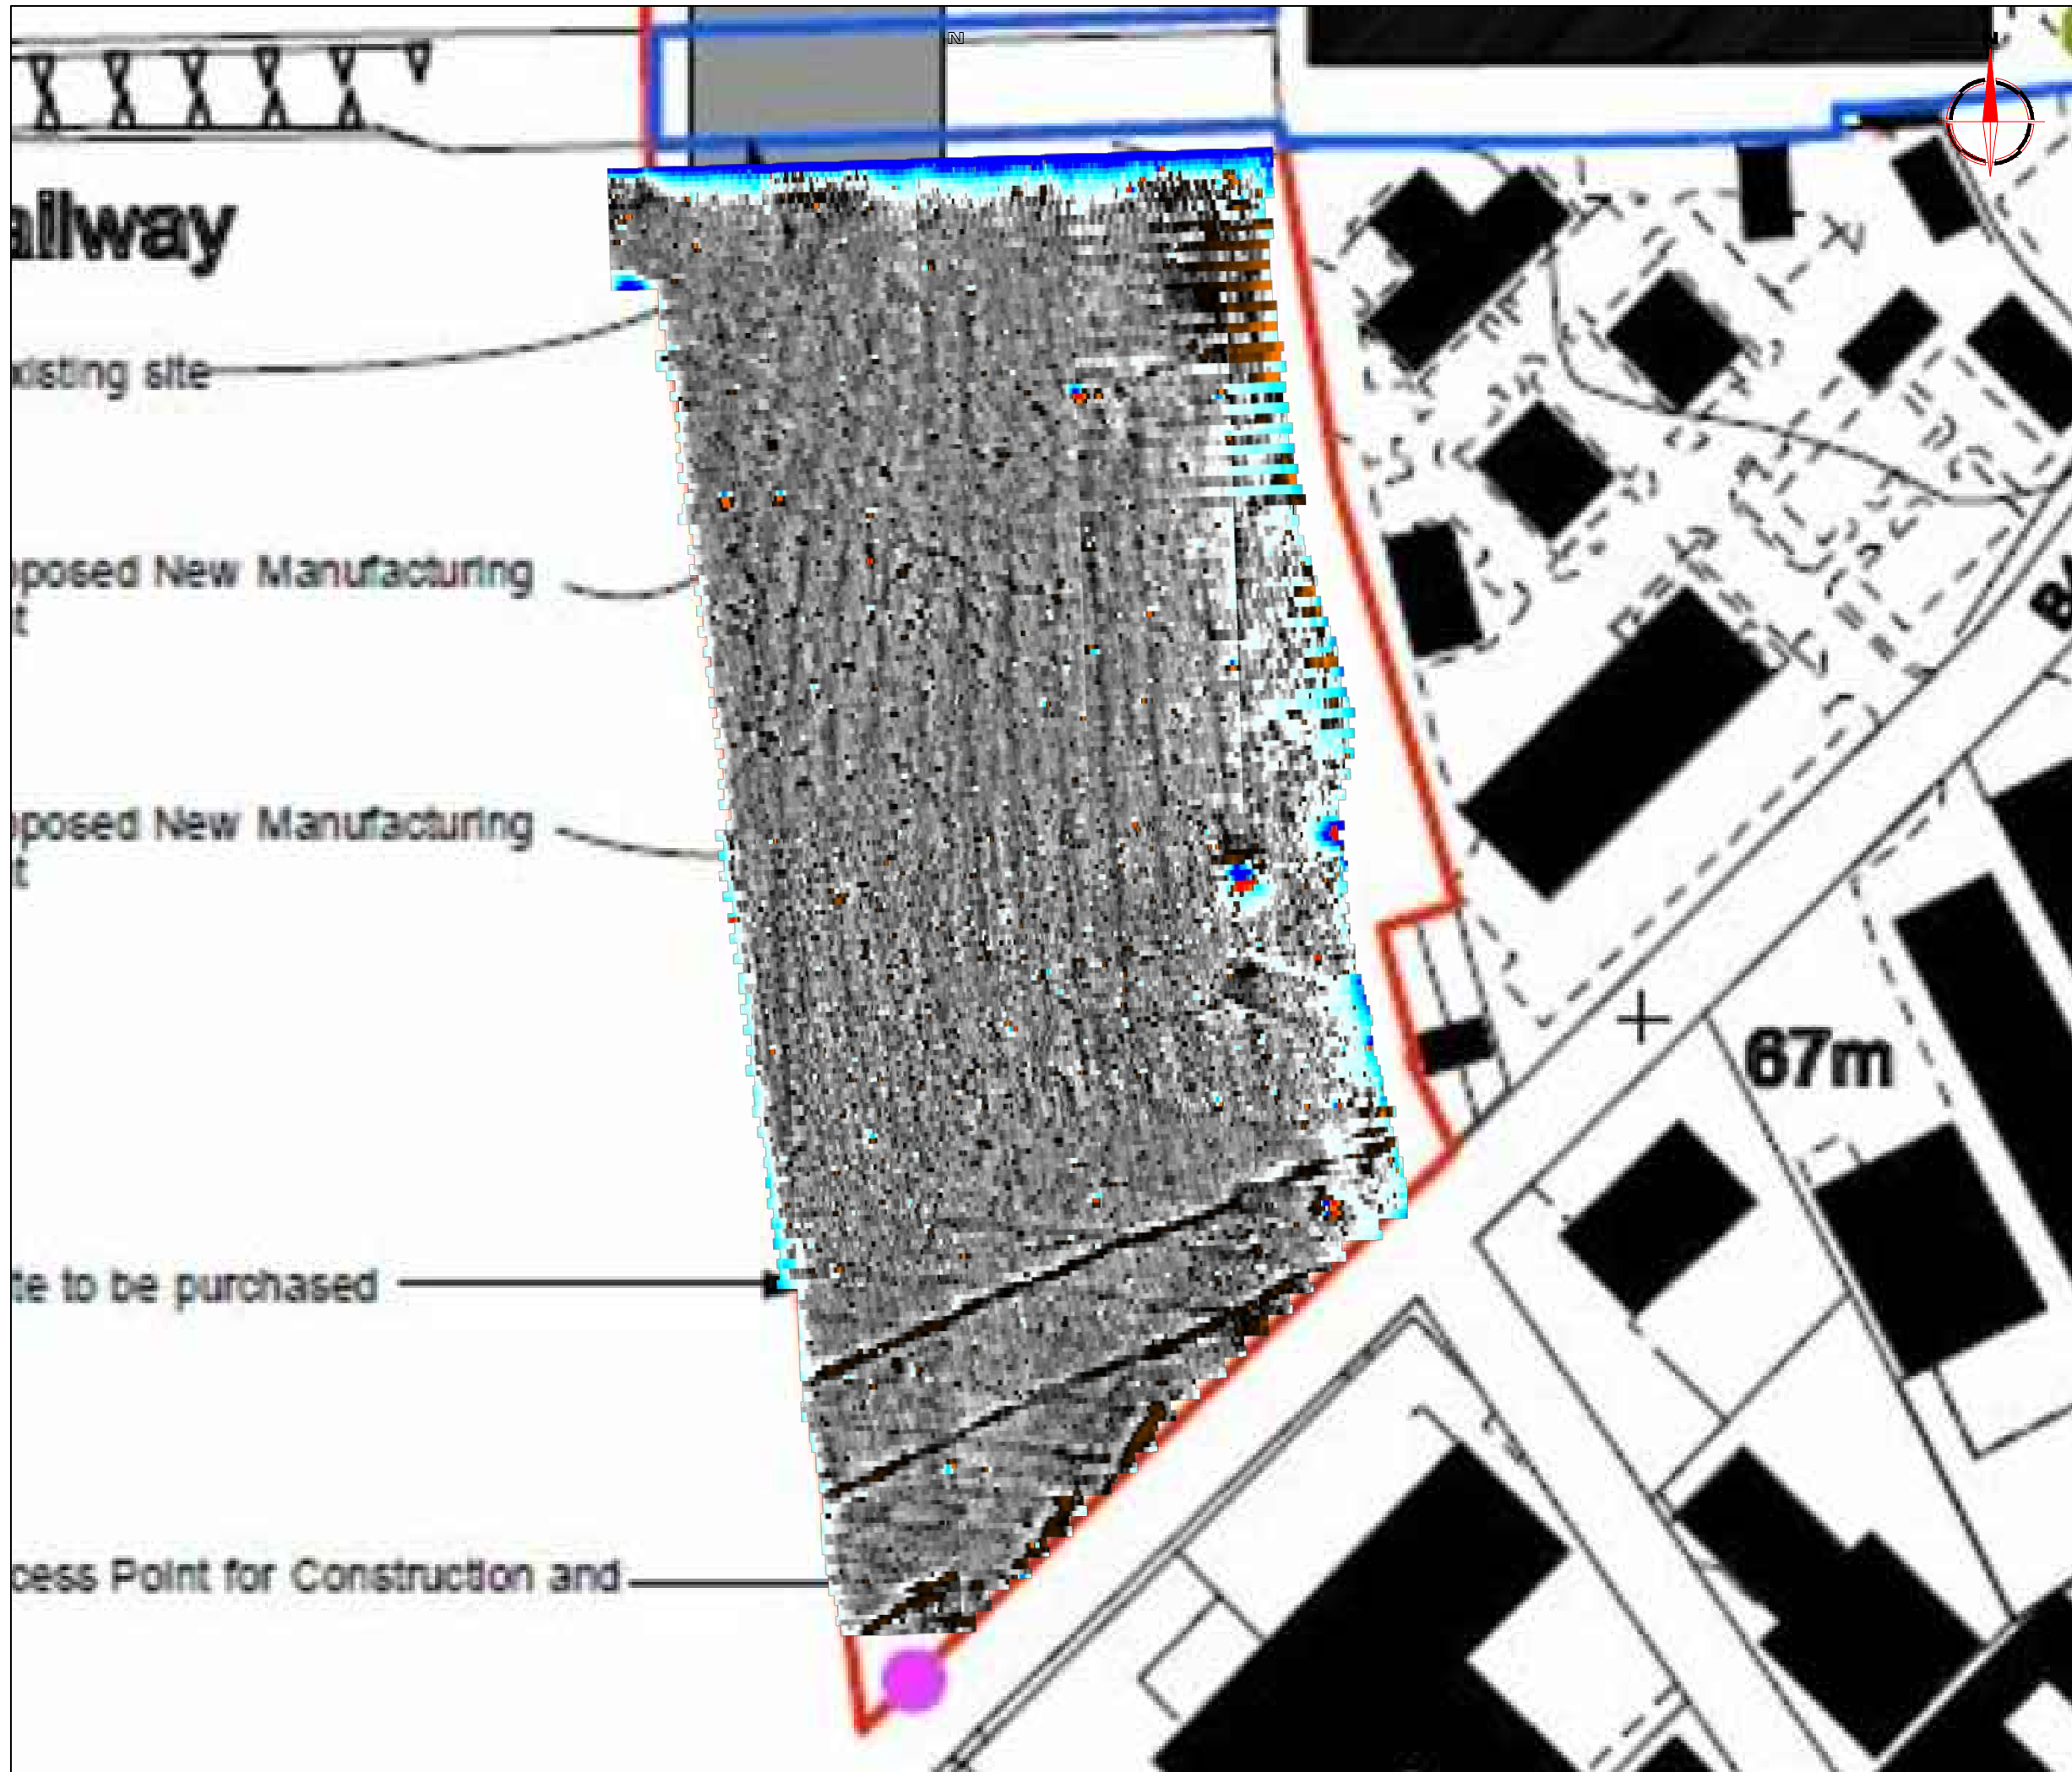 N
N
ailway
xisting site
posed New Manufacturing
t
posed New Manufacturing
t
67m
te to be purchased
cess Point for Construction and